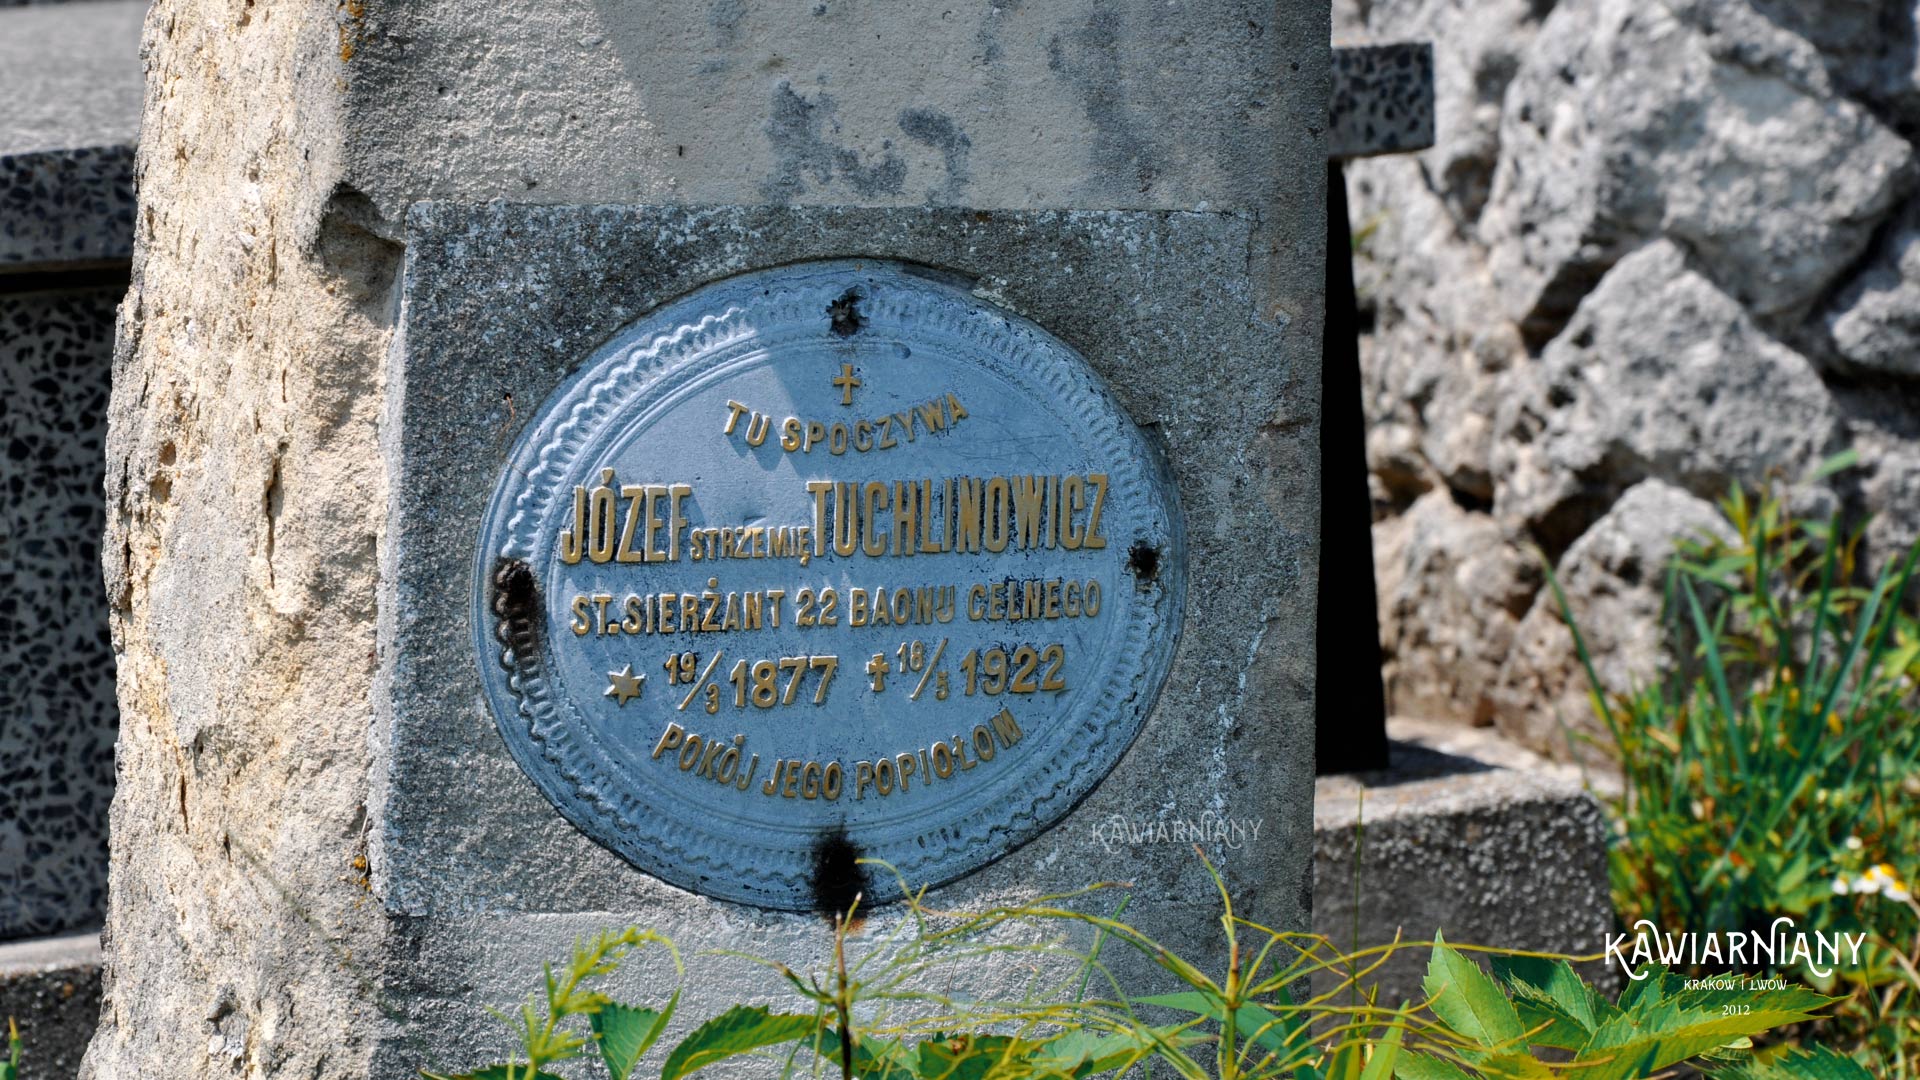 TU SPOCZYWA
JÓZEF STRZEMIĘ TUCHLINOWICZ
ST. SIERŻANT 22 BAONU CELNEGO
19/3 1877 18/5 1922
POKÓJ JEGO POPIOŁOM
KAWIARNIANY
KAWIARNIANY
KRAKÓW I LWÓW
2012